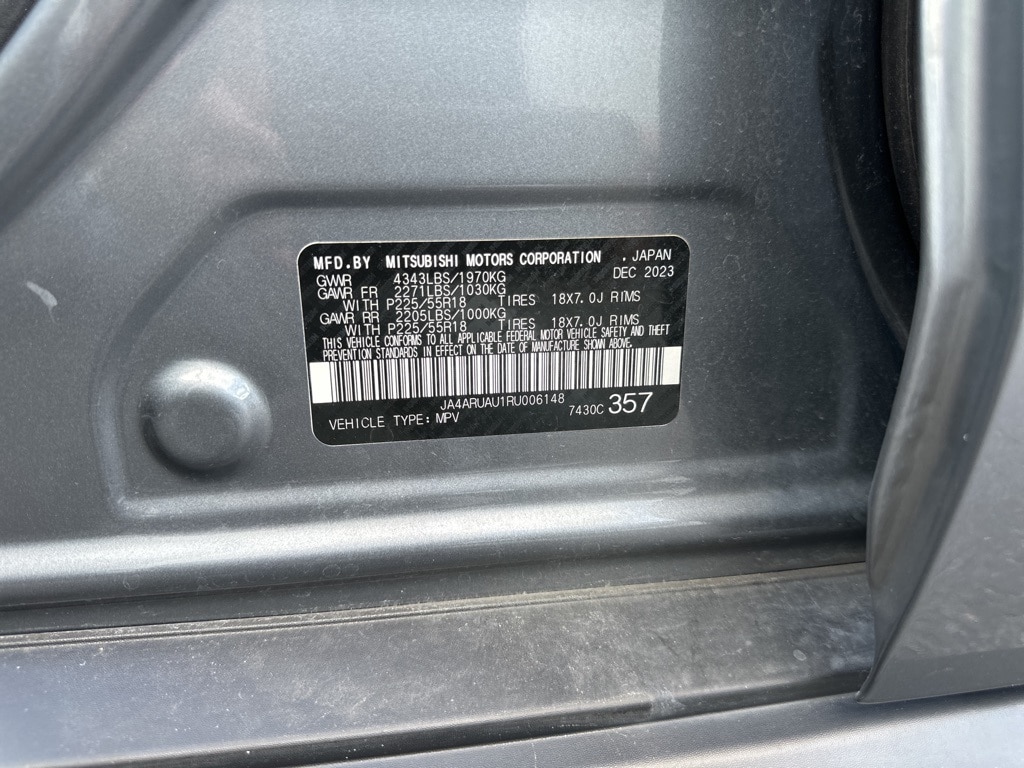 MFD.BY MITSUBISHI MOTORS CORPORATION , JAPAN
GVWR 4343LBS/1970KG DEC 2023
GAWR FR 2271LBS/1030KG
WITH P225/55R18 TIRES 18X7.0J RIMS
GAWR RR 2205LBS/1000KG
WITH P225/55R18 TIRES 18X7.0J RIMS
THIS VEHICLE CONFORMS TO ALL APPLICABLE FEDERAL MOTOR VEHICLE SAFETY AND THEFT
PREVENTION STANDARDS IN EFFECT ON THE DATE OF MANUFACTURE SHOWN ABOVE.
JA4ARUAU1RU006148
VEHICLE TYPE:MPV 7430C 357